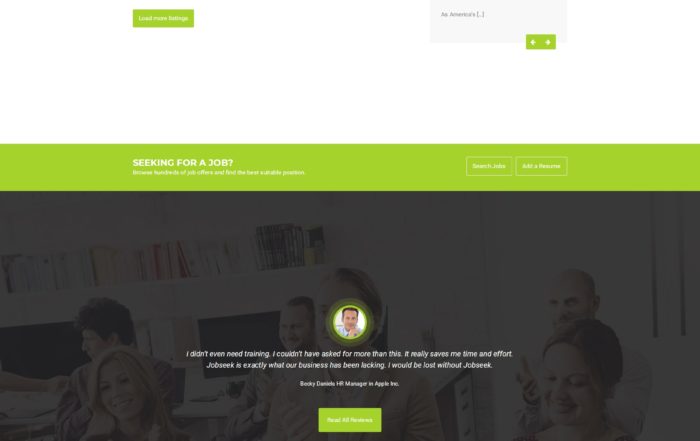 As America's [...]
Load more listings
SEEKING FOR A JOB?
Browse hundreds of job offers and find the best suitable position.
Search Jobs
Add a Resume
I didn't even need training. I couldn't have asked for more than this. It really saves me time and effort.
Jobseek is exactly what our business has been lacking. I would be lost without Jobseek.
Becky Daniels HR Manager in Apple Inc.
Read All Reviews